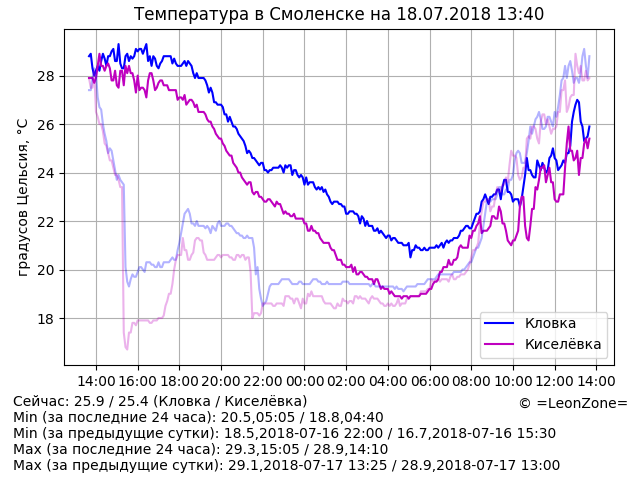 Температура в Смоленске на 18.07.2018 13:40
градусов Цельсия, °C
28
26
24
22
20
18
Кловка
Киселёвка
14:00 16:00 18:00 20:00 22:00 00:00 02:00 04:00 06:00 08:00 10:00 12:00 14:00
Сейчас: 25.9 / 25.4 (Кловка / Киселёвка)
© =LeonZone=
Min (за последние 24 часа): 20.5,05:05 / 18.8,04:40
Min (за предыдущие сутки): 18.5,2018-07-16 22:00 / 16.7,2018-07-16 15:30
Max (за последние 24 часа): 29.3,15:05 / 28.9,14:10
Max (за предыдущие сутки): 29.1,2018-07-17 13:25 / 28.9,2018-07-17 13:00